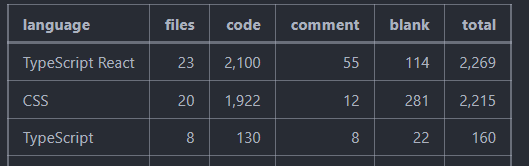 language files code comment blank total
TypeScript React 23 2,100 55 114 2,269
CSS 20 1,922 12 281 2,215
TypeScript 8 130 8 22 160